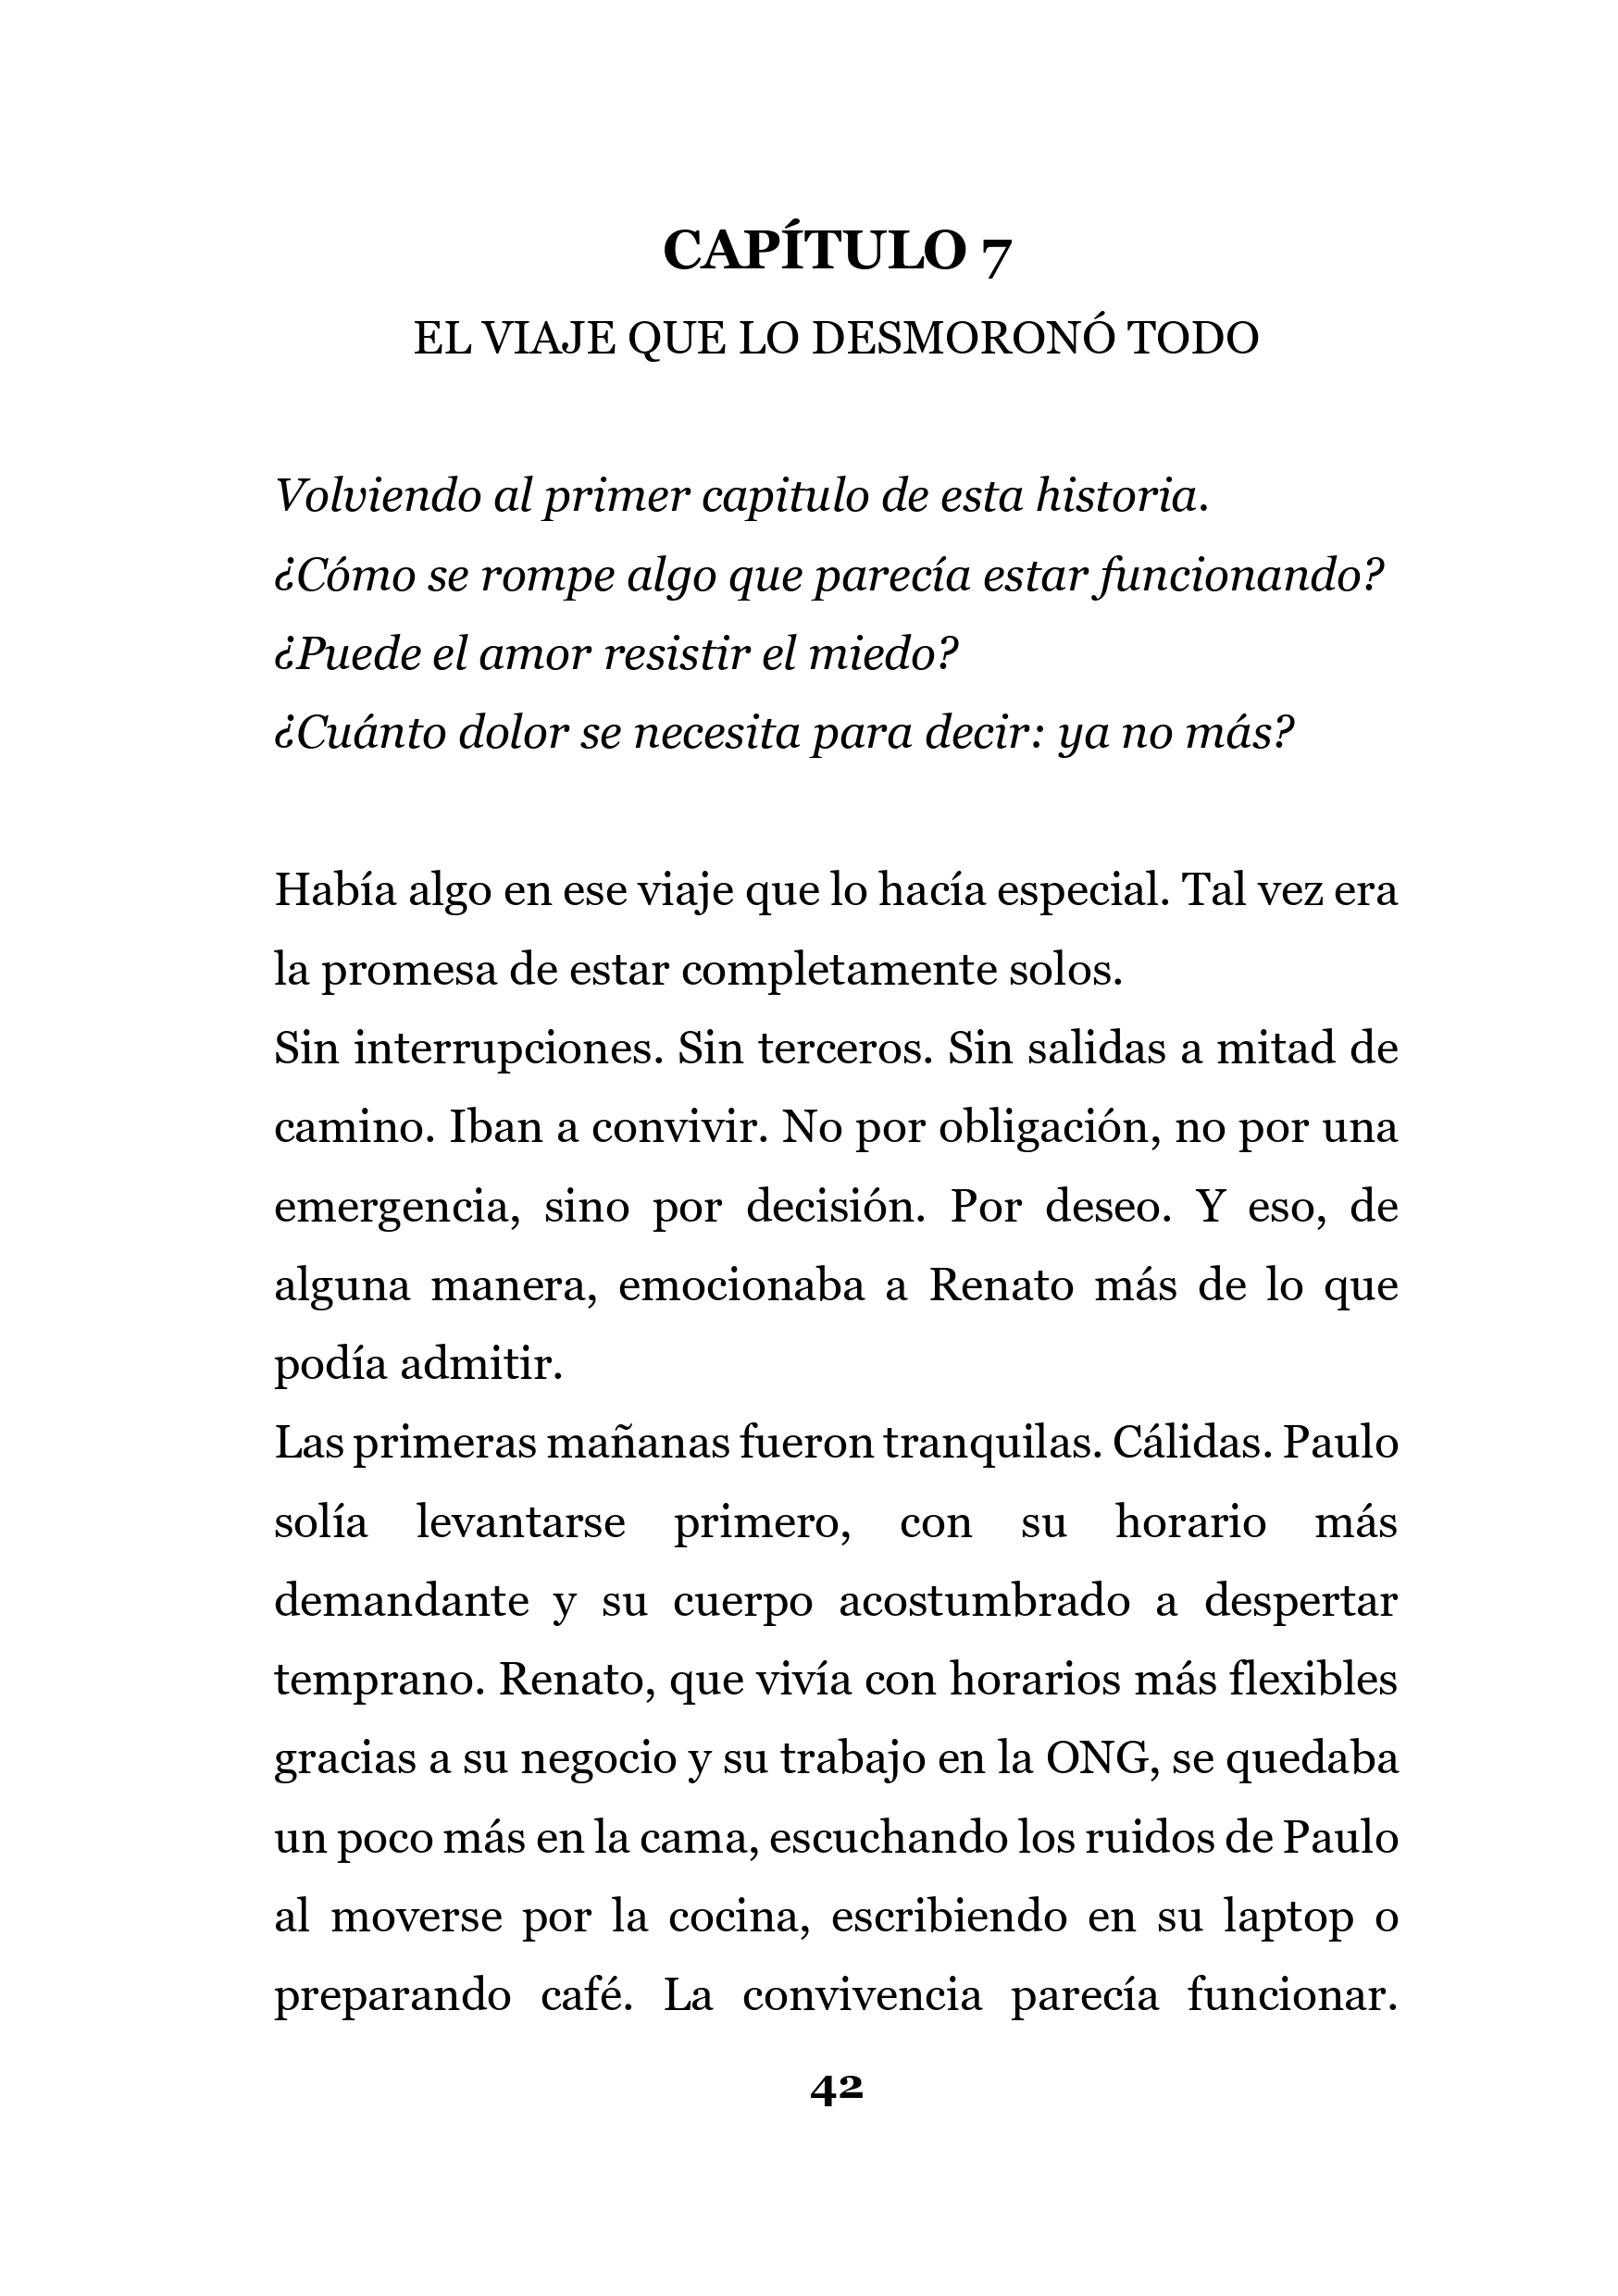 CAPÍTULO 7
EL VIAJE QUE LO DESMORONÓ TODO
Volviendo al primer capitulo de esta historia.
¿Cómo se rompe algo que parecía estar funcionando?
¿Puede el amor resistir el miedo?
¿Cuánto dolor se necesita para decir: ya no más?
Había algo en ese viaje que lo hacía especial. Tal vez era
la promesa de estar completamente solos.
Sin interrupciones. Sin terceros. Sin salidas a mitad de
camino. Iban a convivir. No por obligación, no por una
emergencia, sino por decisión. Por deseo. Y eso, de
alguna manera, emocionaba a Renato más de lo que
podía admitir.
Las primeras mañanas fueron tranquilas. Cálidas. Paulo
solía levantarse primero, con su horario más
demandante y su cuerpo acostumbrado a despertar
temprano. Renato, que vivía con horarios más flexibles
gracias a su negocio y su trabajo en la ONG, se quedaba
un poco más en la cama, escuchando los ruidos de Paulo
al moverse por la cocina, escribiendo en su laptop o
preparando café. La convivencia parecía funcionar.
42